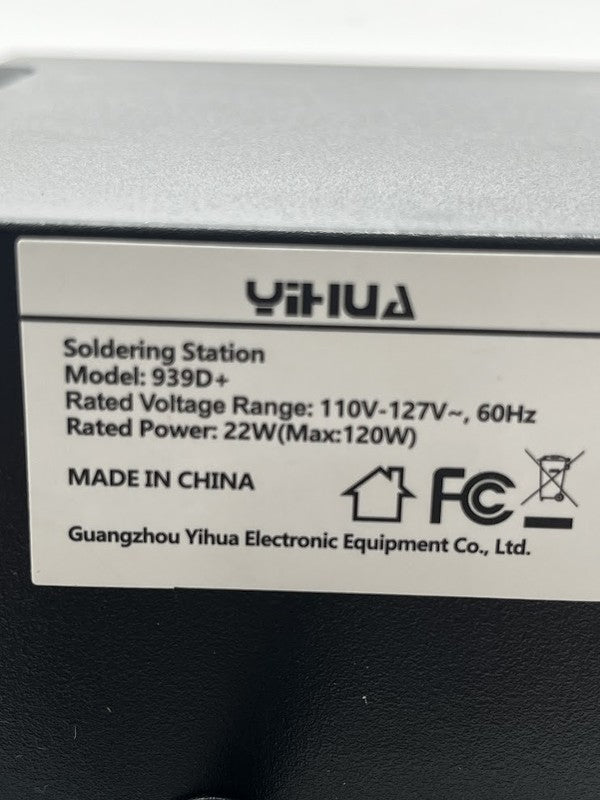 YIHUA
Soldering Station
Model: 939D+
Rated Voltage Range: 110V-127V~, 60Hz
Rated Power: 22W(Max:120W)
MADE IN CHINA
FC
Guangzhou Yihua Electronic Equipment Co., Ltd.